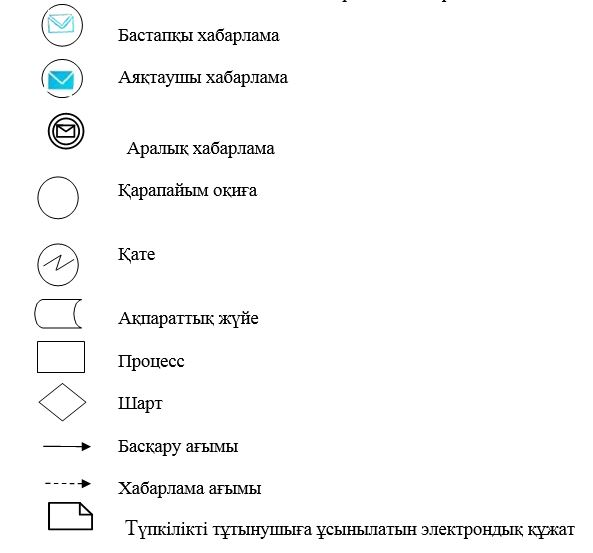 Бастапқы хабарлама
Аяқтаушы хабарлама
Аралық хабарлама
Қарапайым оқиға
Қате
Ақпараттық жүйе
Процесс
Шарт
Басқару ағымы
Хабарлама ағымы
Түпкілікті тұтынушыға ұсынылатын электрондық құжат